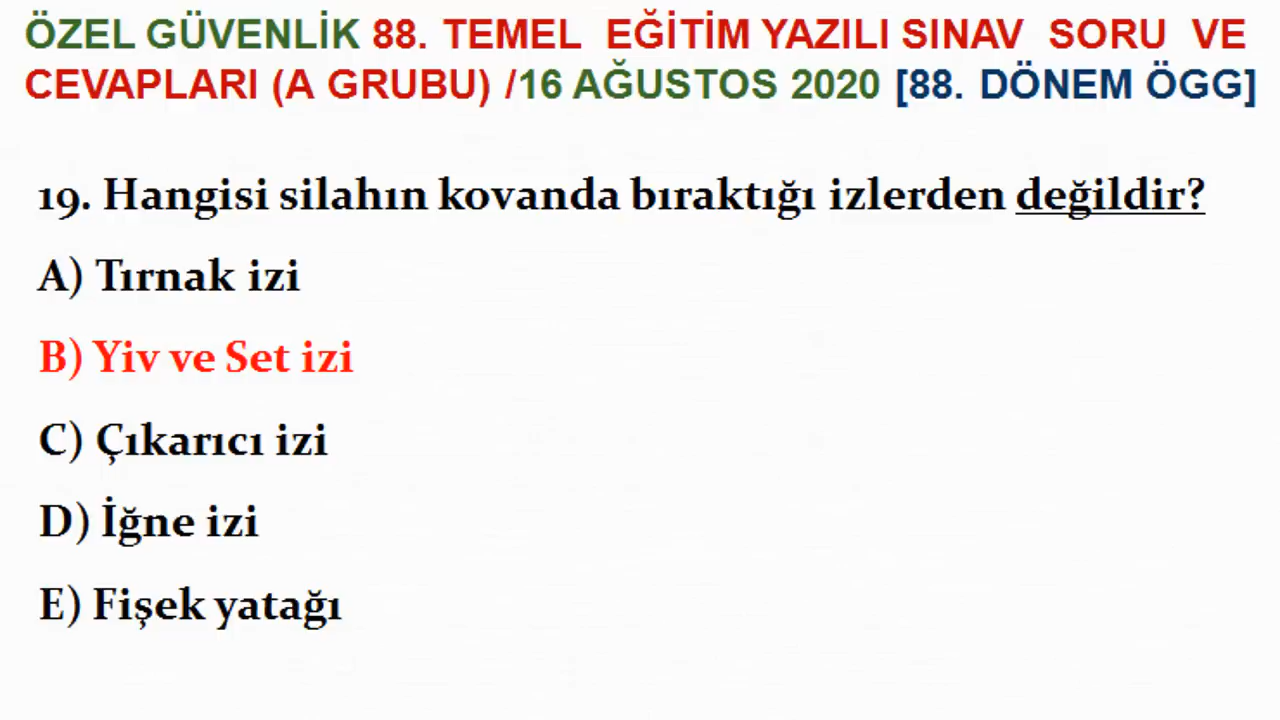 ÖZEL GÜVENLİK 88. TEMEL EĞİTİM YAZILI SINAV SORU VE
CEVAPLARI (A GRUBU) /16 AĞUSTOS 2020 [88. DÖNEM ÖGG]
19. Hangisi silahın kovanda bıraktığı izlerden değildir?
A) Tırnak izi
B) Yiv ve Set izi
C) Çıkarıcı izi
D) İğne izi
E) Fişek yatağı